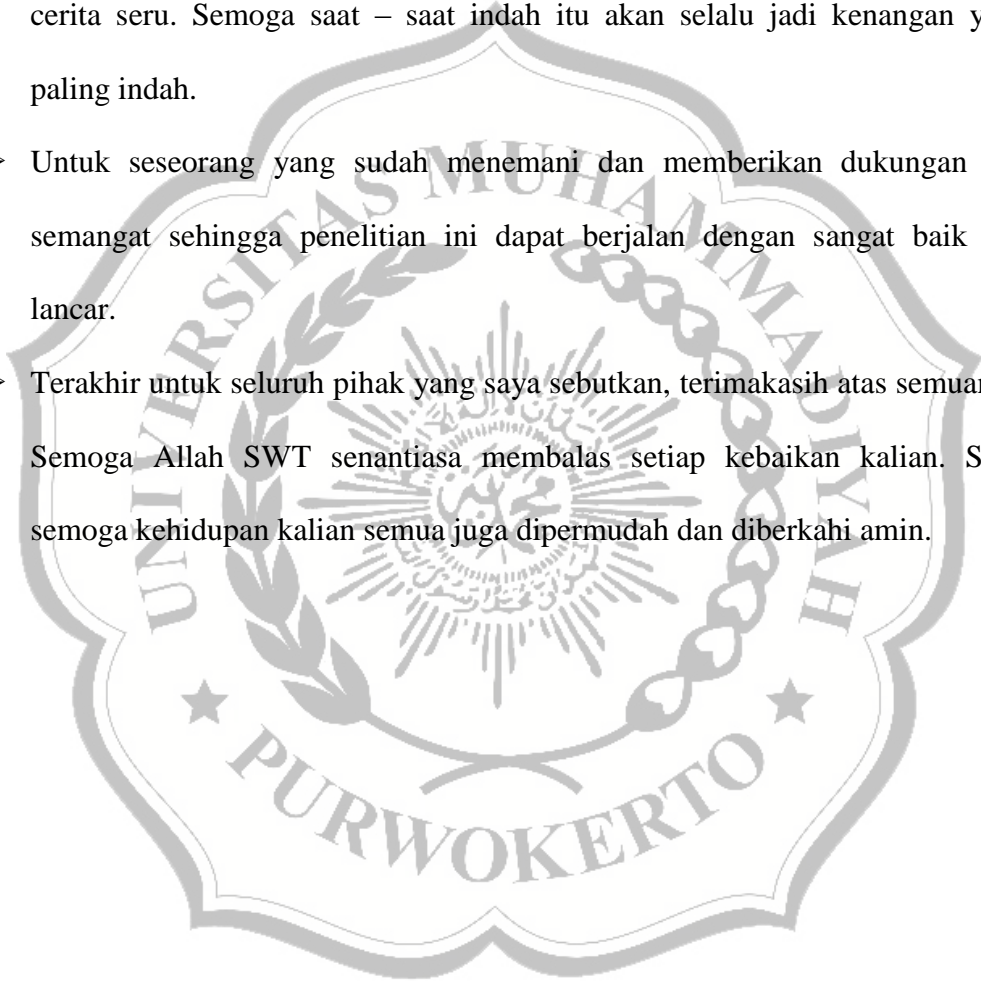 cerita seru. Semoga saat – saat indah itu akan selalu jadi kenangan
paling indah.
Untuk seseorang yang sudah menemani dan memberikan dukungan
semangat sehingga penelitian ini dapat berjalan dengan sangat baik
lancar.
Terakhir untuk seluruh pihak yang saya sebutkan, terimakasih atas
Semoga Allah SWT senantiasa membalas setiap kebaikan kalian.
semoga kehidupan kalian semua juga dipermudah dan diberkahi amin.
UNIVERSITAS MUHAMMADIYAH
PURWOKERTO